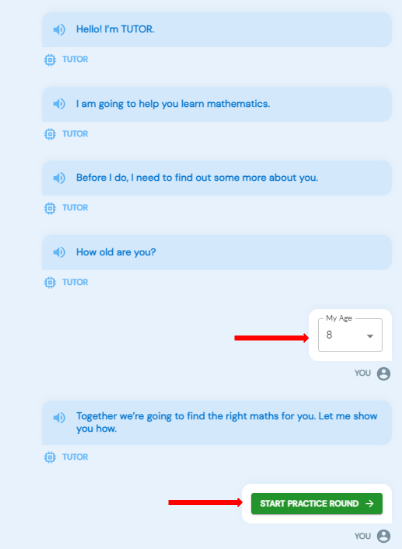 Hello! I'm TUTOR.
TUTOR
I am going to help you learn mathematics.
TUTOR
Before I do, I need to find out some more about you.
TUTOR
How old are you?
TUTOR
My Age
8
YOU
Together we're going to find the right maths for you. Let me show
you how.
TUTOR
START PRACTICE ROUND
YOU